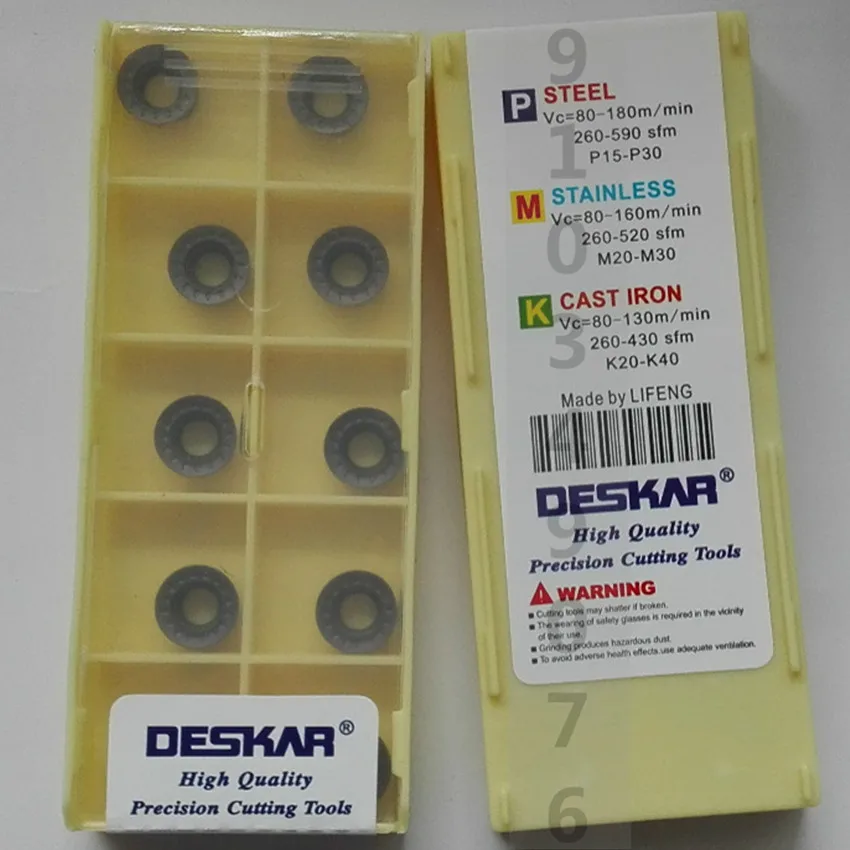 DESKAR®
High Quality
Precision Cutting Tools
P STEEL
Vc=80-180m/min
260-590 sfm
P15-P30
M STAINLESS
Vc=80-160m/min
260-520 sfm
M20-M30
K CAST IRON
Vc=80-130m/min
260-430 sfm
K20-K40
Made by LIFENG
DESKAR®
High Quality
Precision Cutting Tools
WARNING
Cutting tools may shatter if broken.
The wearing of safety glasses is required in the vicinity
of their use.
Grinding produces hazardous dust.
To avoid adverse health effects.use adequate ventilation.
9
1
0
3
4
9
7
6